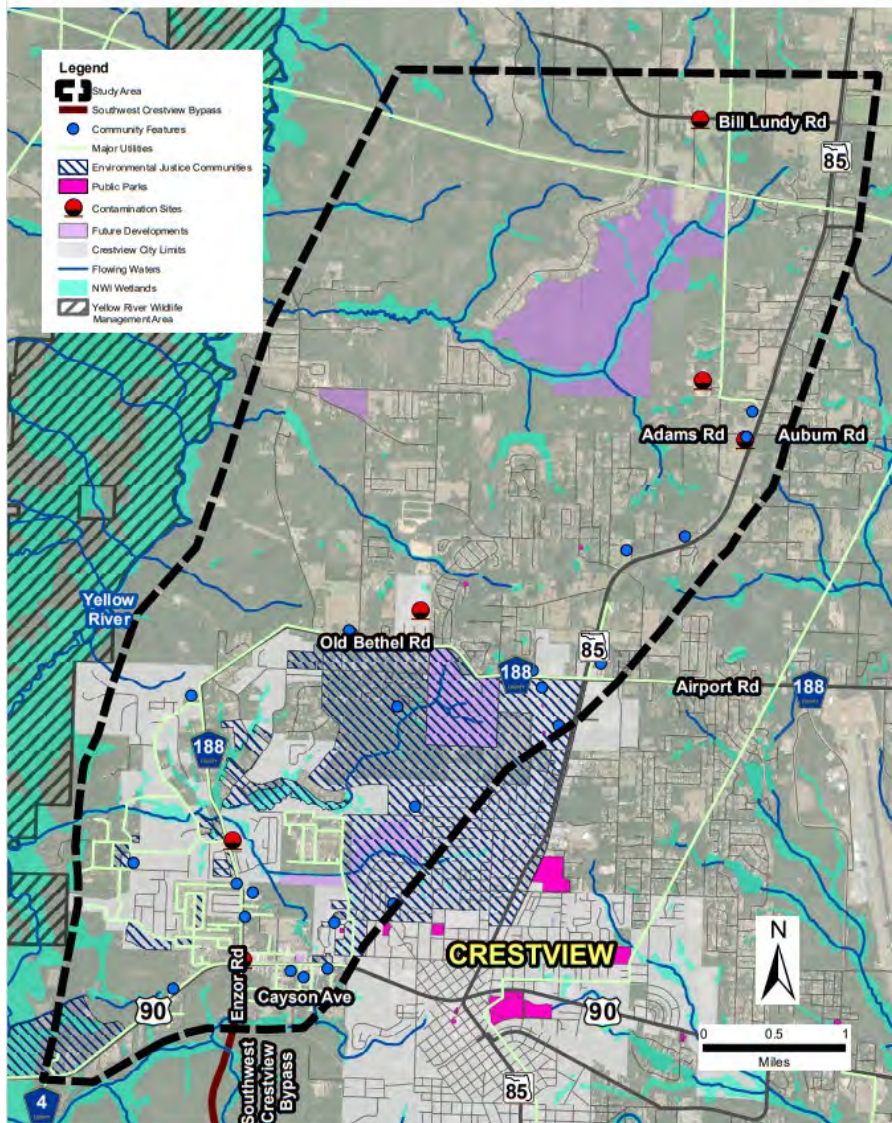 Legend
Study Area
Southwest Crestview Bypass
Community Features
Major Utilities
Environmental Justice Communities
Public Parks
Contamination Sites
Future Developments
Crestview City Limits
Flowing Waters
NWI Wetlands
Yellow River Wildlife
Management Area
Bill Lundy Rd
85
Adams Rd
Auburn Rd
Yellow
River
Old Bethel Rd
85
188
Airport Rd
188
188
CRESTVIEW
N
Enzor Rd
Cayson Ave
90
90
0 0.5 1
Miles
Southwest
Crestview
Bypass
85
4